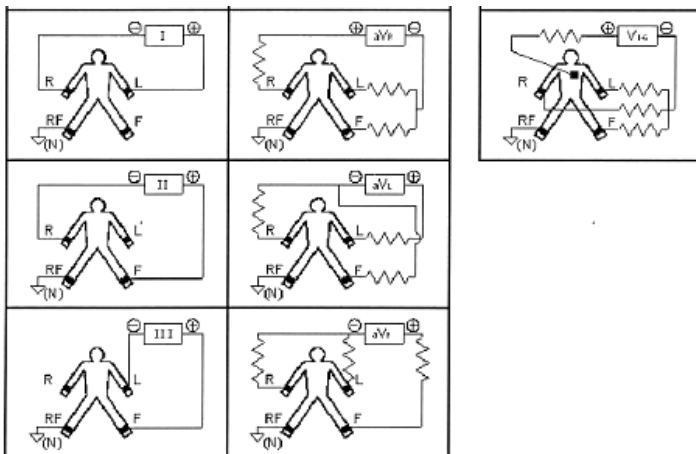 ⊖ I ⊕
R L
RF F
(N)
⊕ aVR ⊖
R L
RF F
(N)
⊕ V1-6 ⊖
R L
RF F
(N)
⊖ II ⊕
R L'
RF F
(N)
⊖ aVL ⊕
R L
RF F
(N)
⊖ III ⊕
R L
RF F
(N)
⊖ aVF ⊕
R L
RF F
(N)